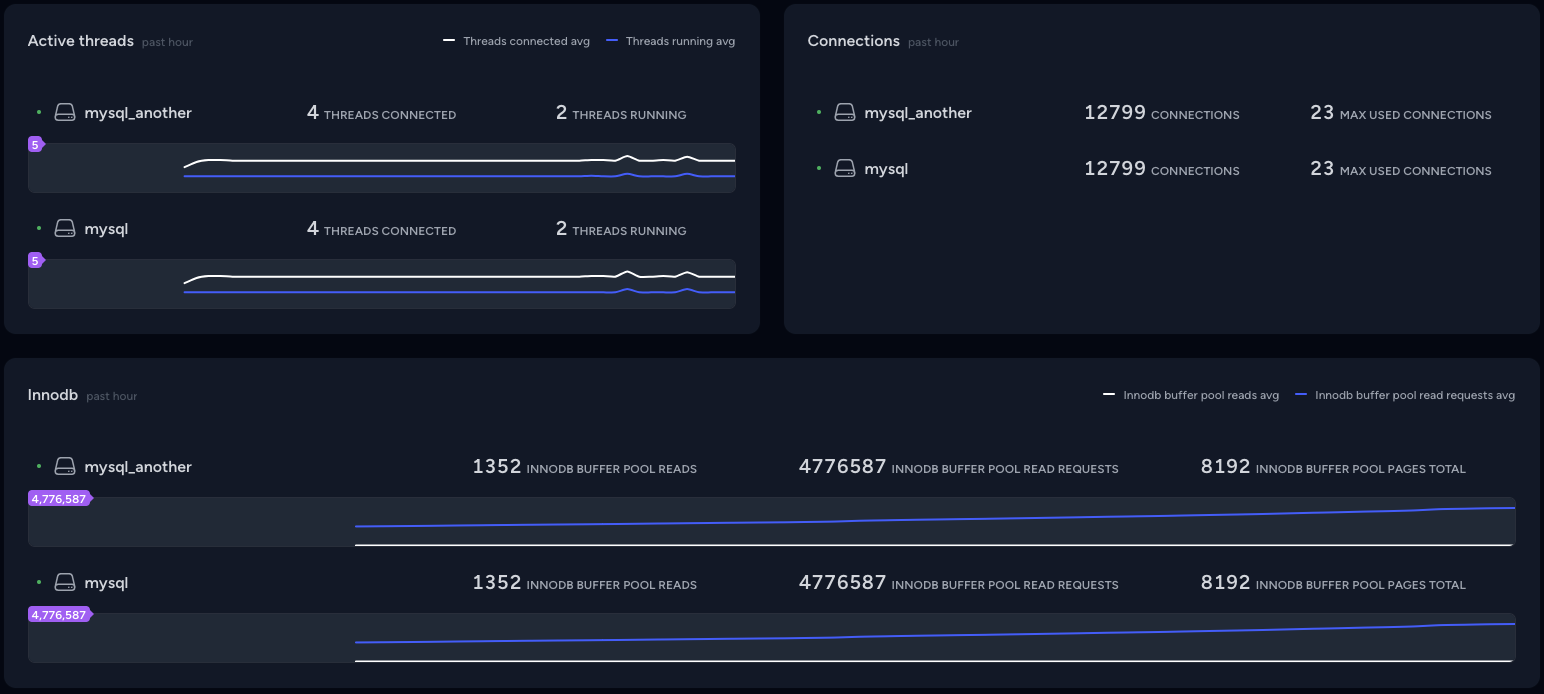 Active threads past hour Threads connected avg Threads running avg
mysql_another 4 THREADS CONNECTED 2 THREADS RUNNING
5
mysql 4 THREADS CONNECTED 2 THREADS RUNNING
5
Connections past hour
mysql_another 12799 CONNECTIONS 23 MAX USED CONNECTIONS
mysql 12799 CONNECTIONS 23 MAX USED CONNECTIONS
Innodb past hour Innodb buffer pool reads avg Innodb buffer pool read requests avg
mysql_another 1352 INNODB BUFFER POOL READS 4776587 INNODB BUFFER POOL READ REQUESTS 8192 INNODB BUFFER POOL PAGES TOTAL
4,776,587
mysql 1352 INNODB BUFFER POOL READS 4776587 INNODB BUFFER POOL READ REQUESTS 8192 INNODB BUFFER POOL PAGES TOTAL
4,776,587